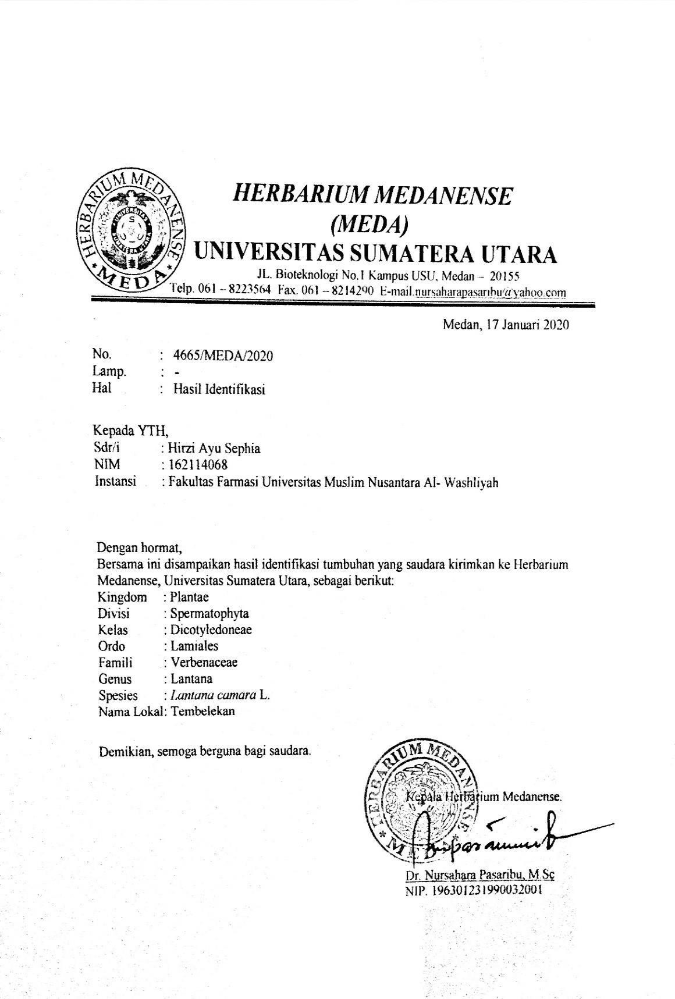 HERBARIUM MEDANENSE
MEDA
UNIVERSITAS
SUMATERA UTARA
HERBARIUM MEDANENSE
(MEDA)
UNIVERSITAS SUMATERA UTARA
JL. Bioteknologi No.1 Kampus USU, Medan – 20155
Telp. 061 – 8223564 Fax. 061 – 8214290 E-mail.nursaharapasaribu@yahoo.com
Medan, 17 Januari 2020
No. : 4665/MEDA/2020
Lamp. : -
Hal : Hasil Identifikasi
Kepada YTH,
Sdr/i : Hirzi Ayu Sephia
NIM : 162114068
Instansi : Fakultas Farmasi Universitas Muslim Nusantara Al- Washliyah
Dengan hormat,
Bersama ini disampaikan hasil identifikasi tumbuhan yang saudara kirimkan ke Herbarium
Medanense, Universitas Sumatera Utara, sebagai berikut:
Kingdom : Plantae
Divisi : Spermatophyta
Kelas : Dicotyledoneae
Ordo : Lamiales
Famili : Verbenaceae
Genus : Lantana
Spesies : Lantana camara L.
Nama Lokal: Tembelekan
Demikian, semoga berguna bagi saudara.
HERBARIUM MEDANENSE
MEDA
Kepala Herbarium Medanense.
Dr. Nursahara Pasaribu, M.Sc
NIP. 196301231990032001